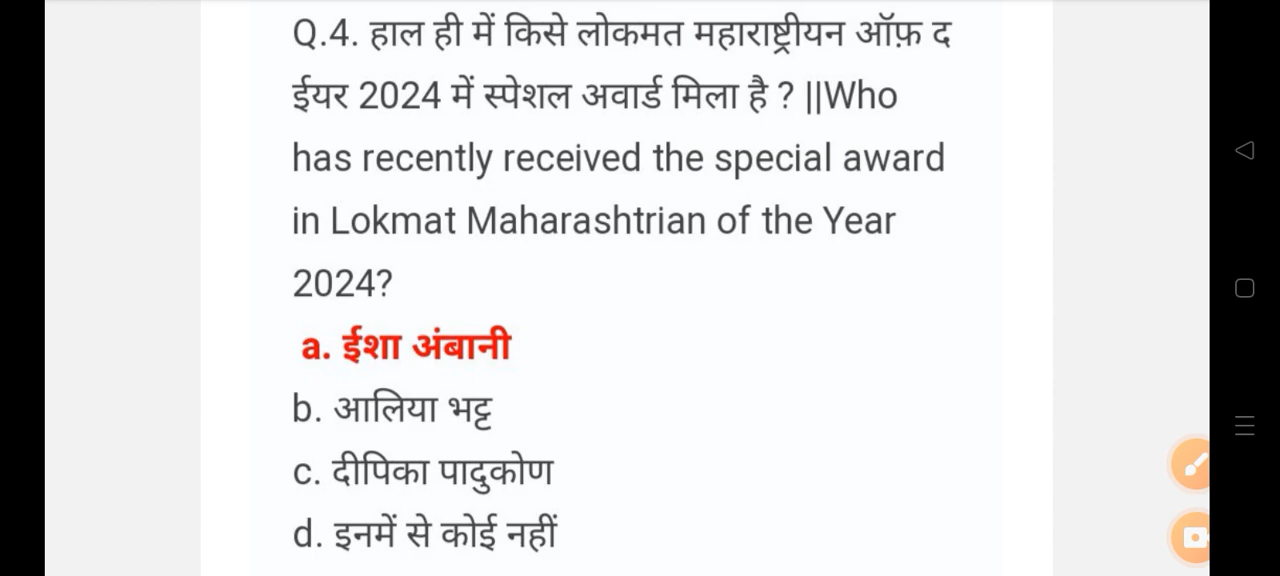 Q.4. हाल ही में किसे लोकमत महाराष्ट्रीयन ऑफ़ द
ईयर 2024 में स्पेशल अवार्ड मिला है ? ||Who
has recently received the special award
in Lokmat Maharashtrian of the Year
2024?
a. ईशा अंबानी
b. आलिया भट्ट
c. दीपिका पादुकोण
d. इनमें से कोई नहीं